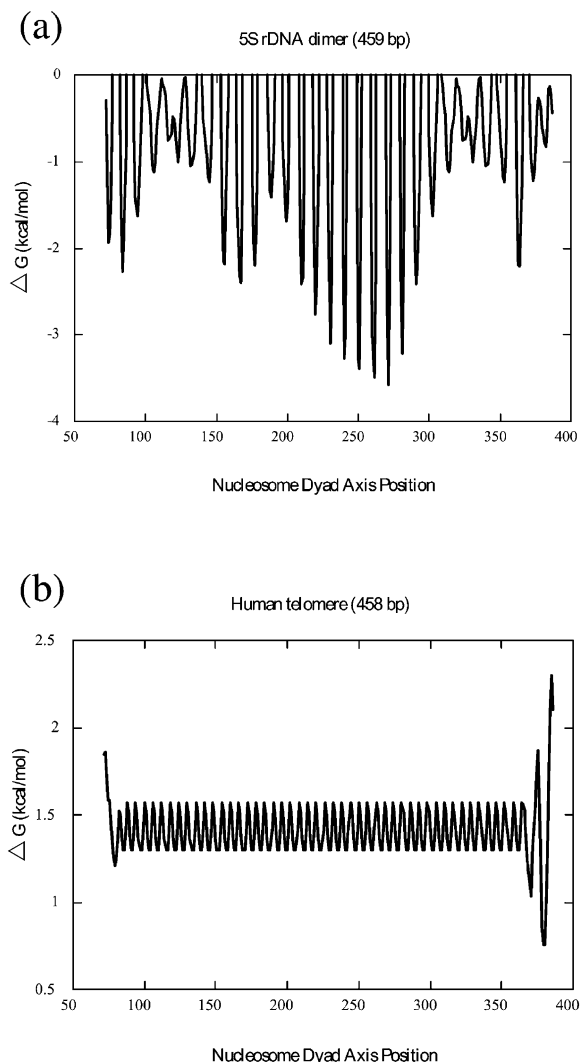 (a)
5S rDNA dimer (459 bp)
0
-1
-2
-3
-4
△ G (kcal/mol)
50 100 150 200 250 300 350 400
Nucleosome Dyad Axis Position
(b)
Human telomere (458 bp)
2.5
2
1.5
1
0.5
△ G (kcal/mol)
50 100 150 200 250 300 350 400
Nucleosome Dyad Axis Position